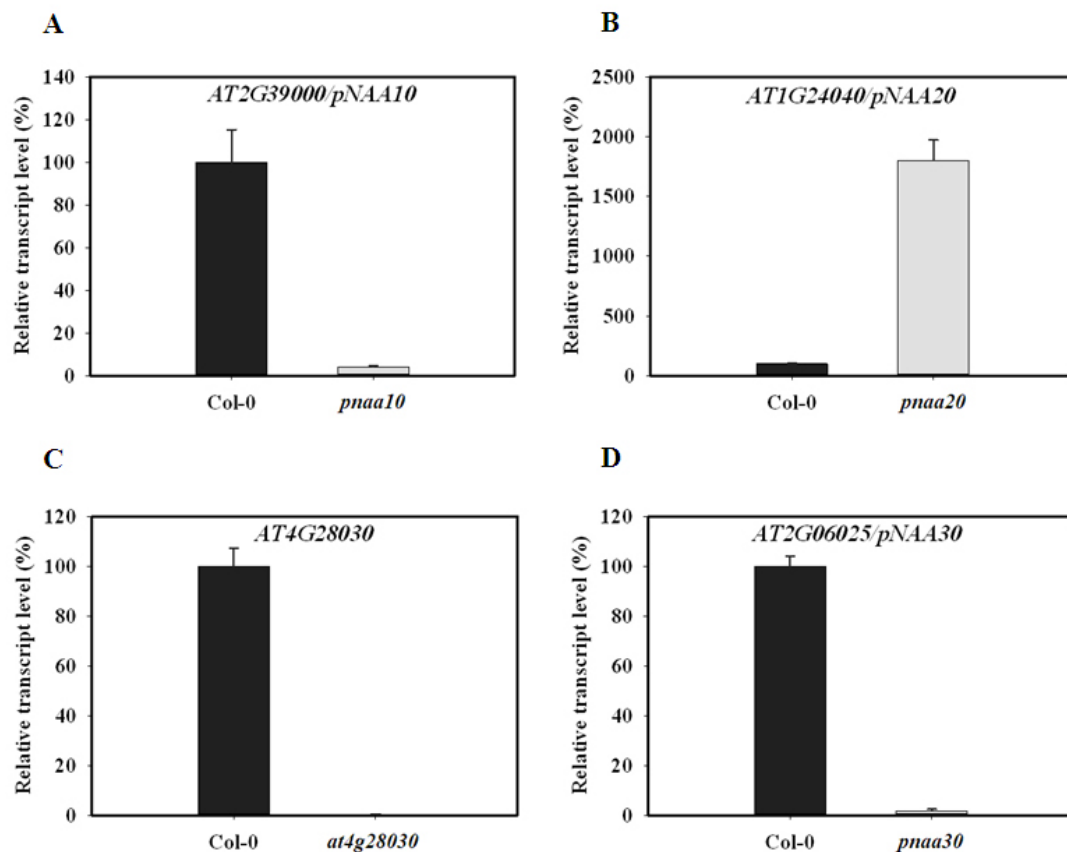 A
AT2G39000/pNAA10
Relative transcript level (%)
140
120
100
80
60
40
20
0
Col-0 pnaa10
B
AT1G24040/pNAA20
Relative transcript level (%)
2500
2000
1500
1000
500
0
Col-0 pnaa20
C
AT4G28030
Relative transcript level (%)
120
100
80
60
40
20
0
Col-0 at4g28030
D
AT2G06025/pNAA30
Relative transcript level (%)
120
100
80
60
40
20
0
Col-0 pnaa30